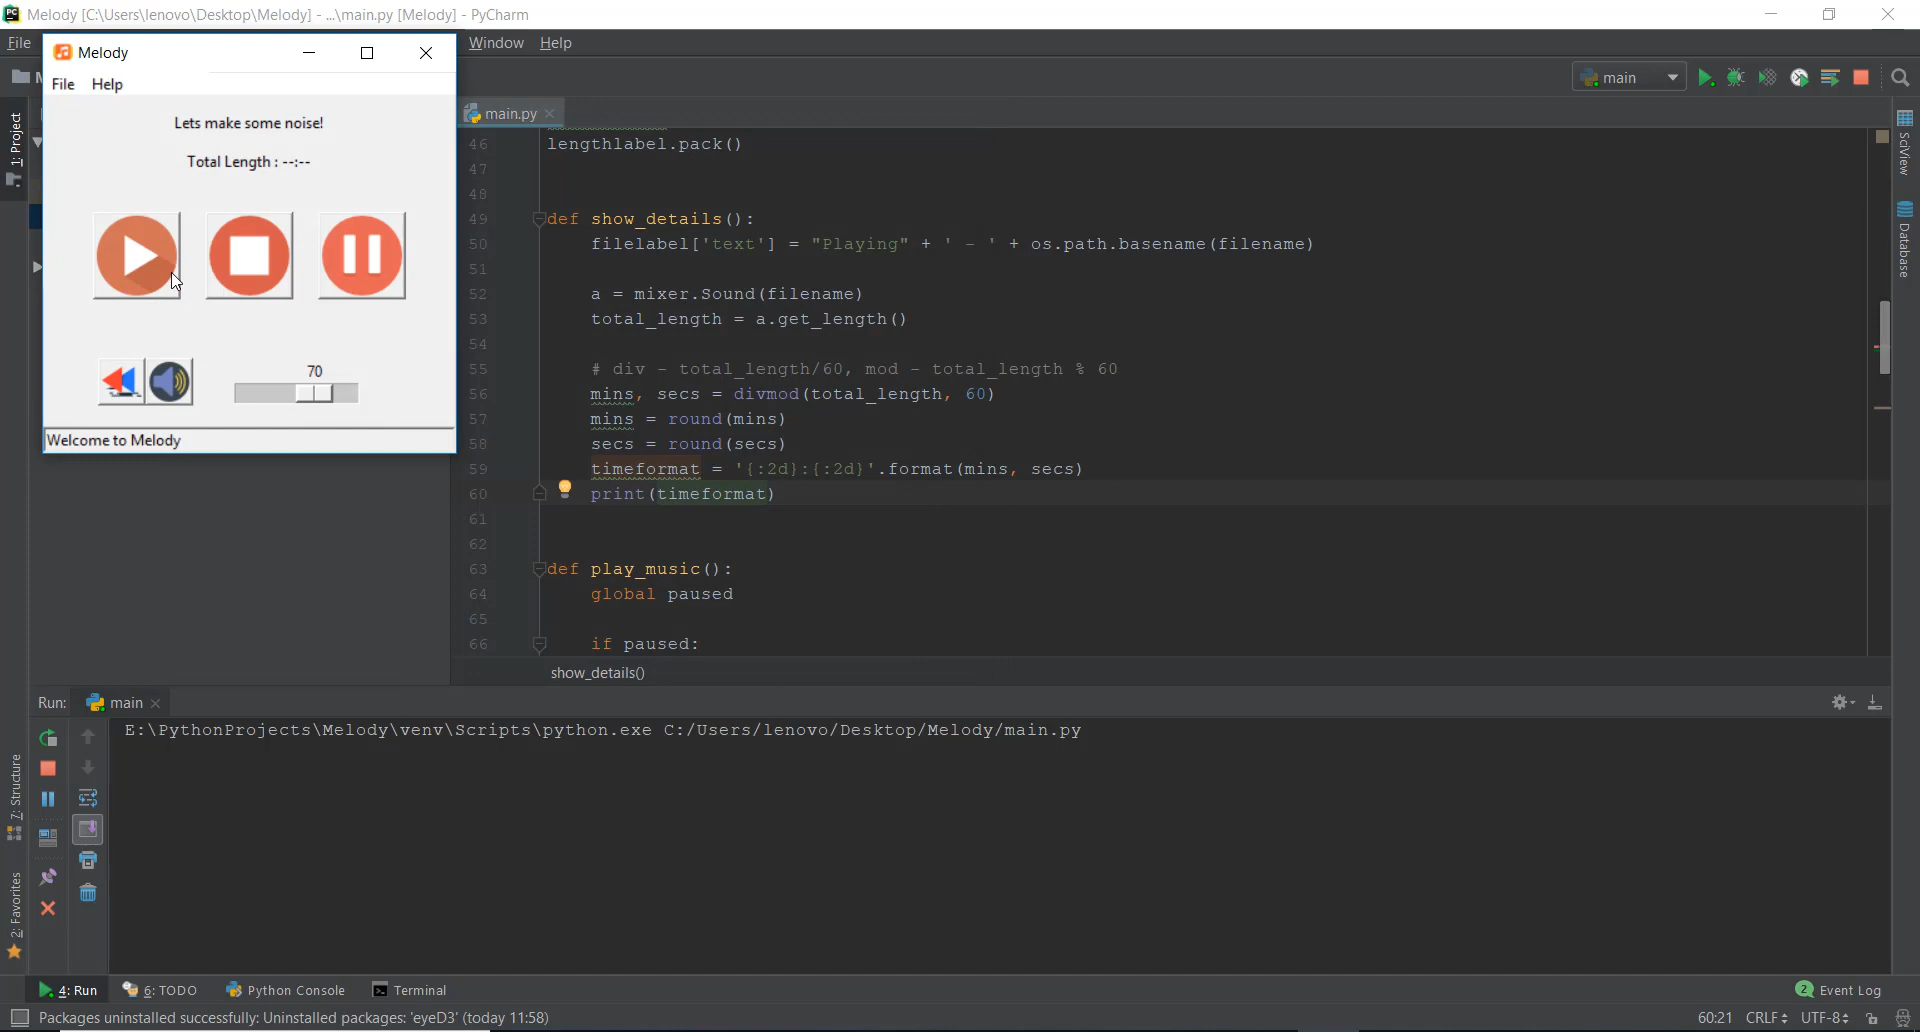 Melody [C:\Users\lenovo\Desktop\Melody] - ...\main.py [Melody] - PyCharm
File
Window Help
Melody
File Help
Lets make some noise!
Total Length : --:--
70
Welcome to Melody
main
main.py
1: Project
7: Structure
2: Favorites
SciView
Database
46 lengthlabel.pack()
47
48
49 def show_details():
50 filelabel['text'] = "Playing" + ' - ' + os.path.basename(filename)
51
52 a = mixer.Sound(filename)
53 total_length = a.get_length()
54
55 # div - total_length/60, mod - total_length % 60
56 mins, secs = divmod(total_length, 60)
57 mins = round(mins)
58 secs = round(secs)
59 timeformat = '{:2d}:{:2d}'.format(mins, secs)
60 print(timeformat)
61
62
63 def play_music():
64 global paused
65
66 if paused:
show_details()
Run: main
E:\PythonProjects\Melody\venv\Scripts\python.exe C:/Users/lenovo/Desktop/Melody/main.py
4: Run 6: TODO Python Console Terminal
2 Event Log
Packages uninstalled successfully: Uninstalled packages: 'eyeD3' (today 11:58)
60:21 CRLF UTF-8